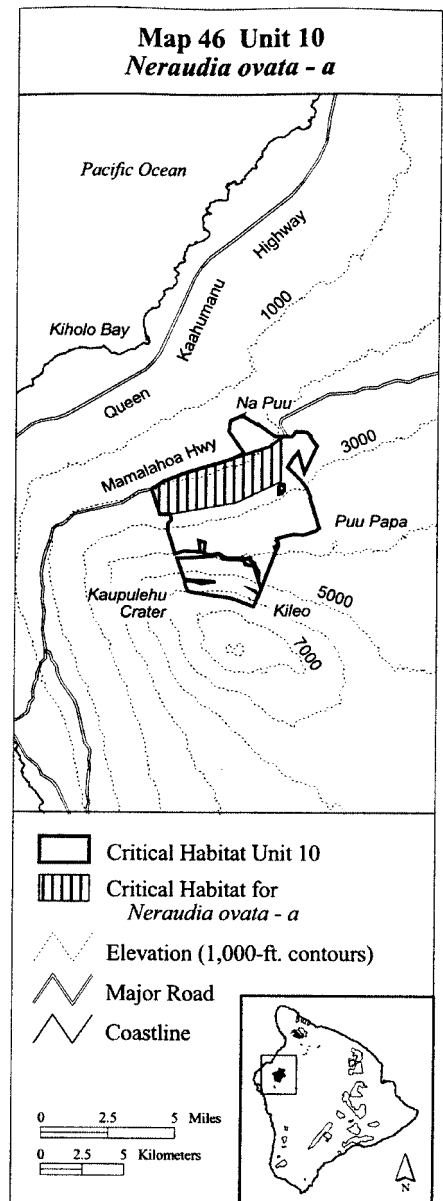 Map 46 Unit 10
Neraudia ovata - a
Pacific Ocean
Highway
Kaahumanu
1000
Kiholo Bay
Queen
Na Puu
Mamalahoa Hwy
3000
Puu Papa
Kaupulehu
Crater
5000
Kileo
7000
Critical Habitat Unit 10
Critical Habitat for
Neraudia ovata - a
Elevation (1,000-ft. contours)
Major Road
Coastline
0 2.5 5 Miles
0 2.5 5 Kilometers
N